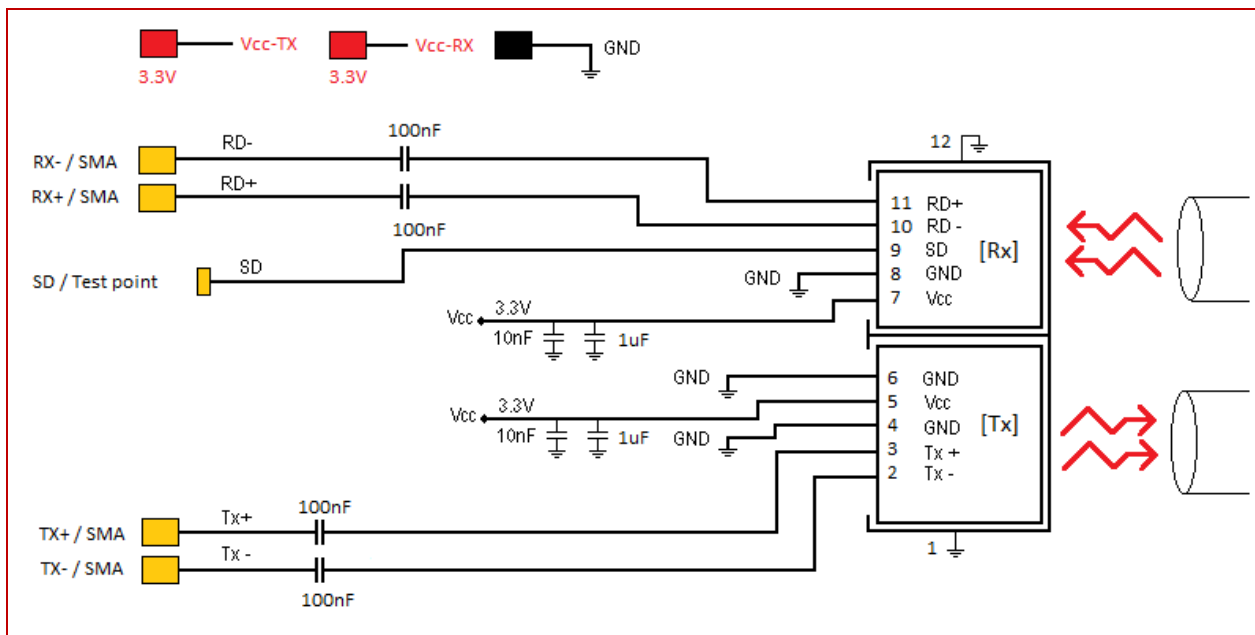 Vcc-TX
Vcc-RX
GND
3.3V
3.3V
100nF
RD-
RX- / SMA
RD+
RX+ / SMA
100nF
SD
SD / Test point
12
11 RD+
10 RD -
9 SD
8 GND
7 Vcc
[Rx]
GND
Vcc
3.3V
10nF
1uF
GND
Vcc
3.3V
10nF
1uF
GND
6 GND
5 Vcc
4 GND
3 Tx +
2 Tx -
[Tx]
1
100nF
Tx+
TX+ / SMA
Tx -
TX- / SMA
100nF